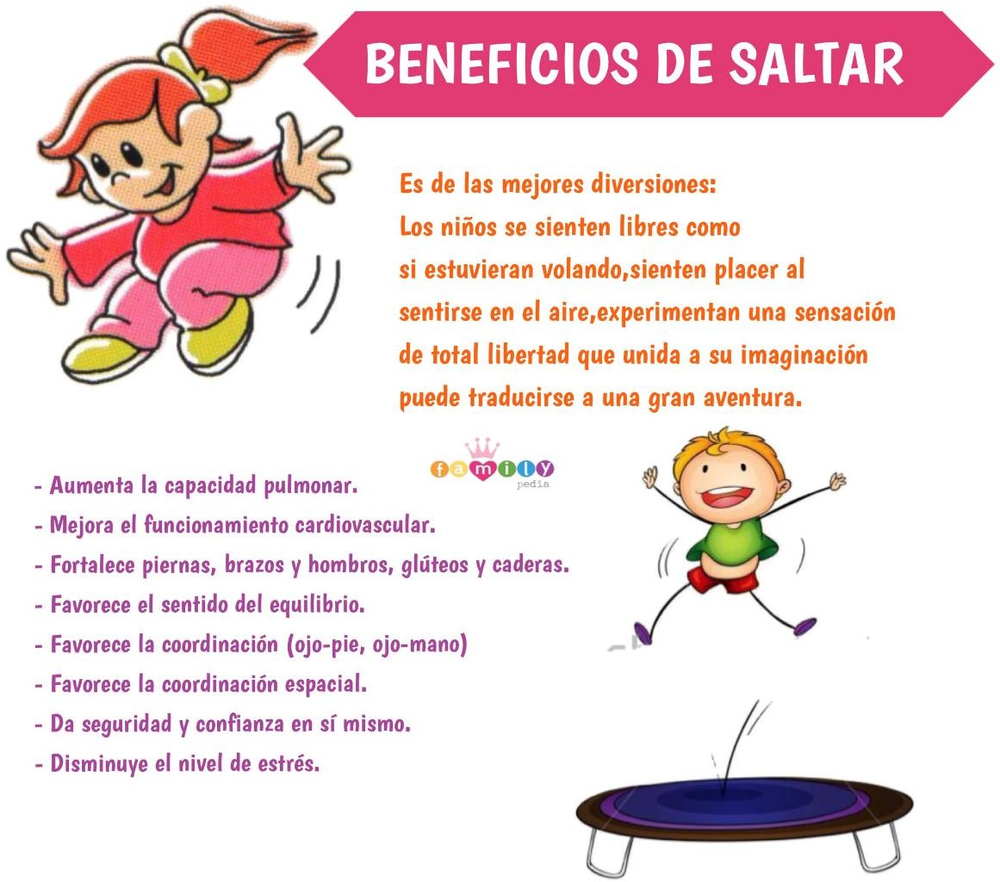 BENEFICIOS DE SALTAR
Es de las mejores diversiones:
Los niños se sienten libres como
si estuvieran volando,sienten placer al
sentirse en el aire,experimentan una sensación
de total libertad que unida a su imaginación
puede traducirse a una gran aventura.
family
pedia
- Aumenta la capacidad pulmonar.
- Mejora el funcionamiento cardiovascular.
- Fortalece piernas, brazos y hombros, glúteos y caderas.
- Favorece el sentido del equilibrio.
- Favorece la coordinación (ojo-pie, ojo-mano)
- Favorece la coordinación espacial.
- Da seguridad y confianza en sí mismo.
- Disminuye el nivel de estrés.